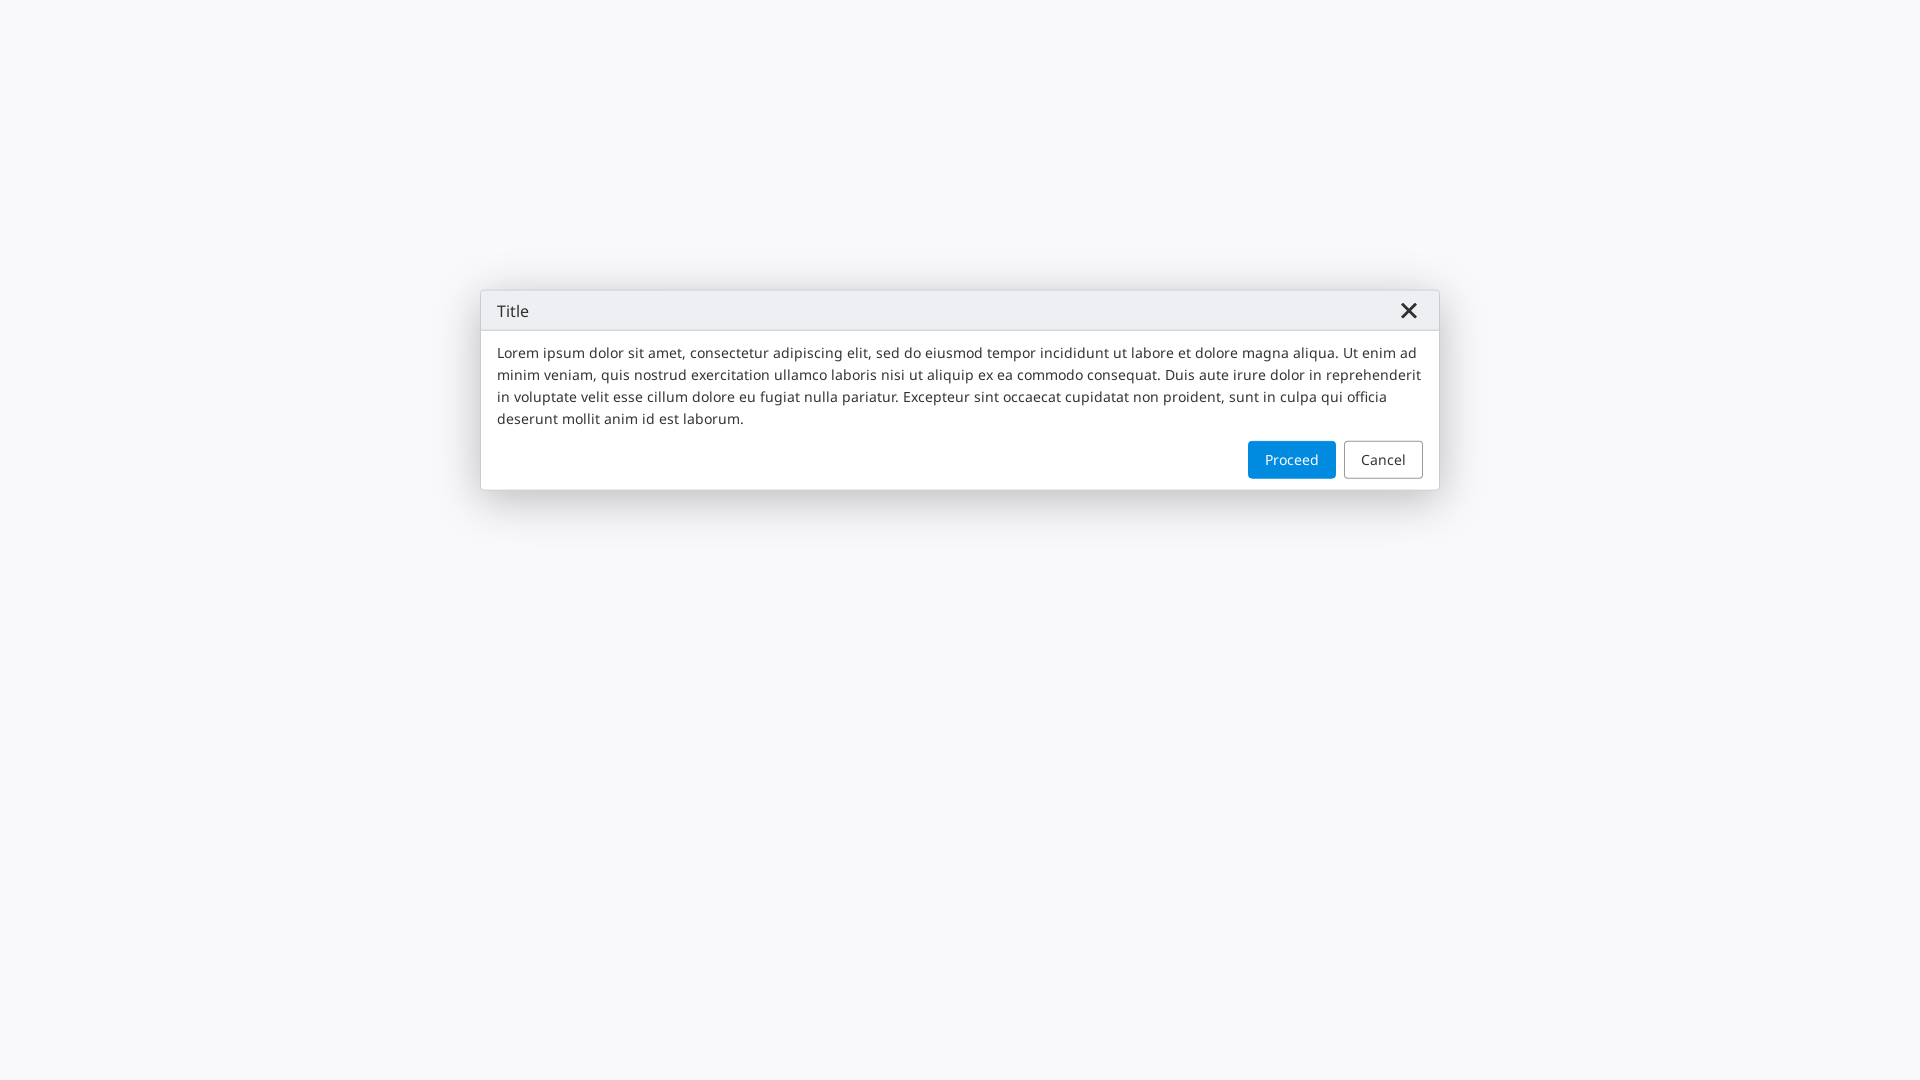 Title
Lorem ipsum dolor sit amet, consectetur adipiscing elit, sed do eiusmod tempor incididunt ut labore et dolore magna aliqua. Ut enim ad
minim veniam, quis nostrud exercitation ullamco laboris nisi ut aliquip ex ea commodo consequat. Duis aute irure dolor in reprehenderit
in voluptate velit esse cillum dolore eu fugiat nulla pariatur. Excepteur sint occaecat cupidatat non proident, sunt in culpa qui officia
deserunt mollit anim id est laborum.
Proceed Cancel